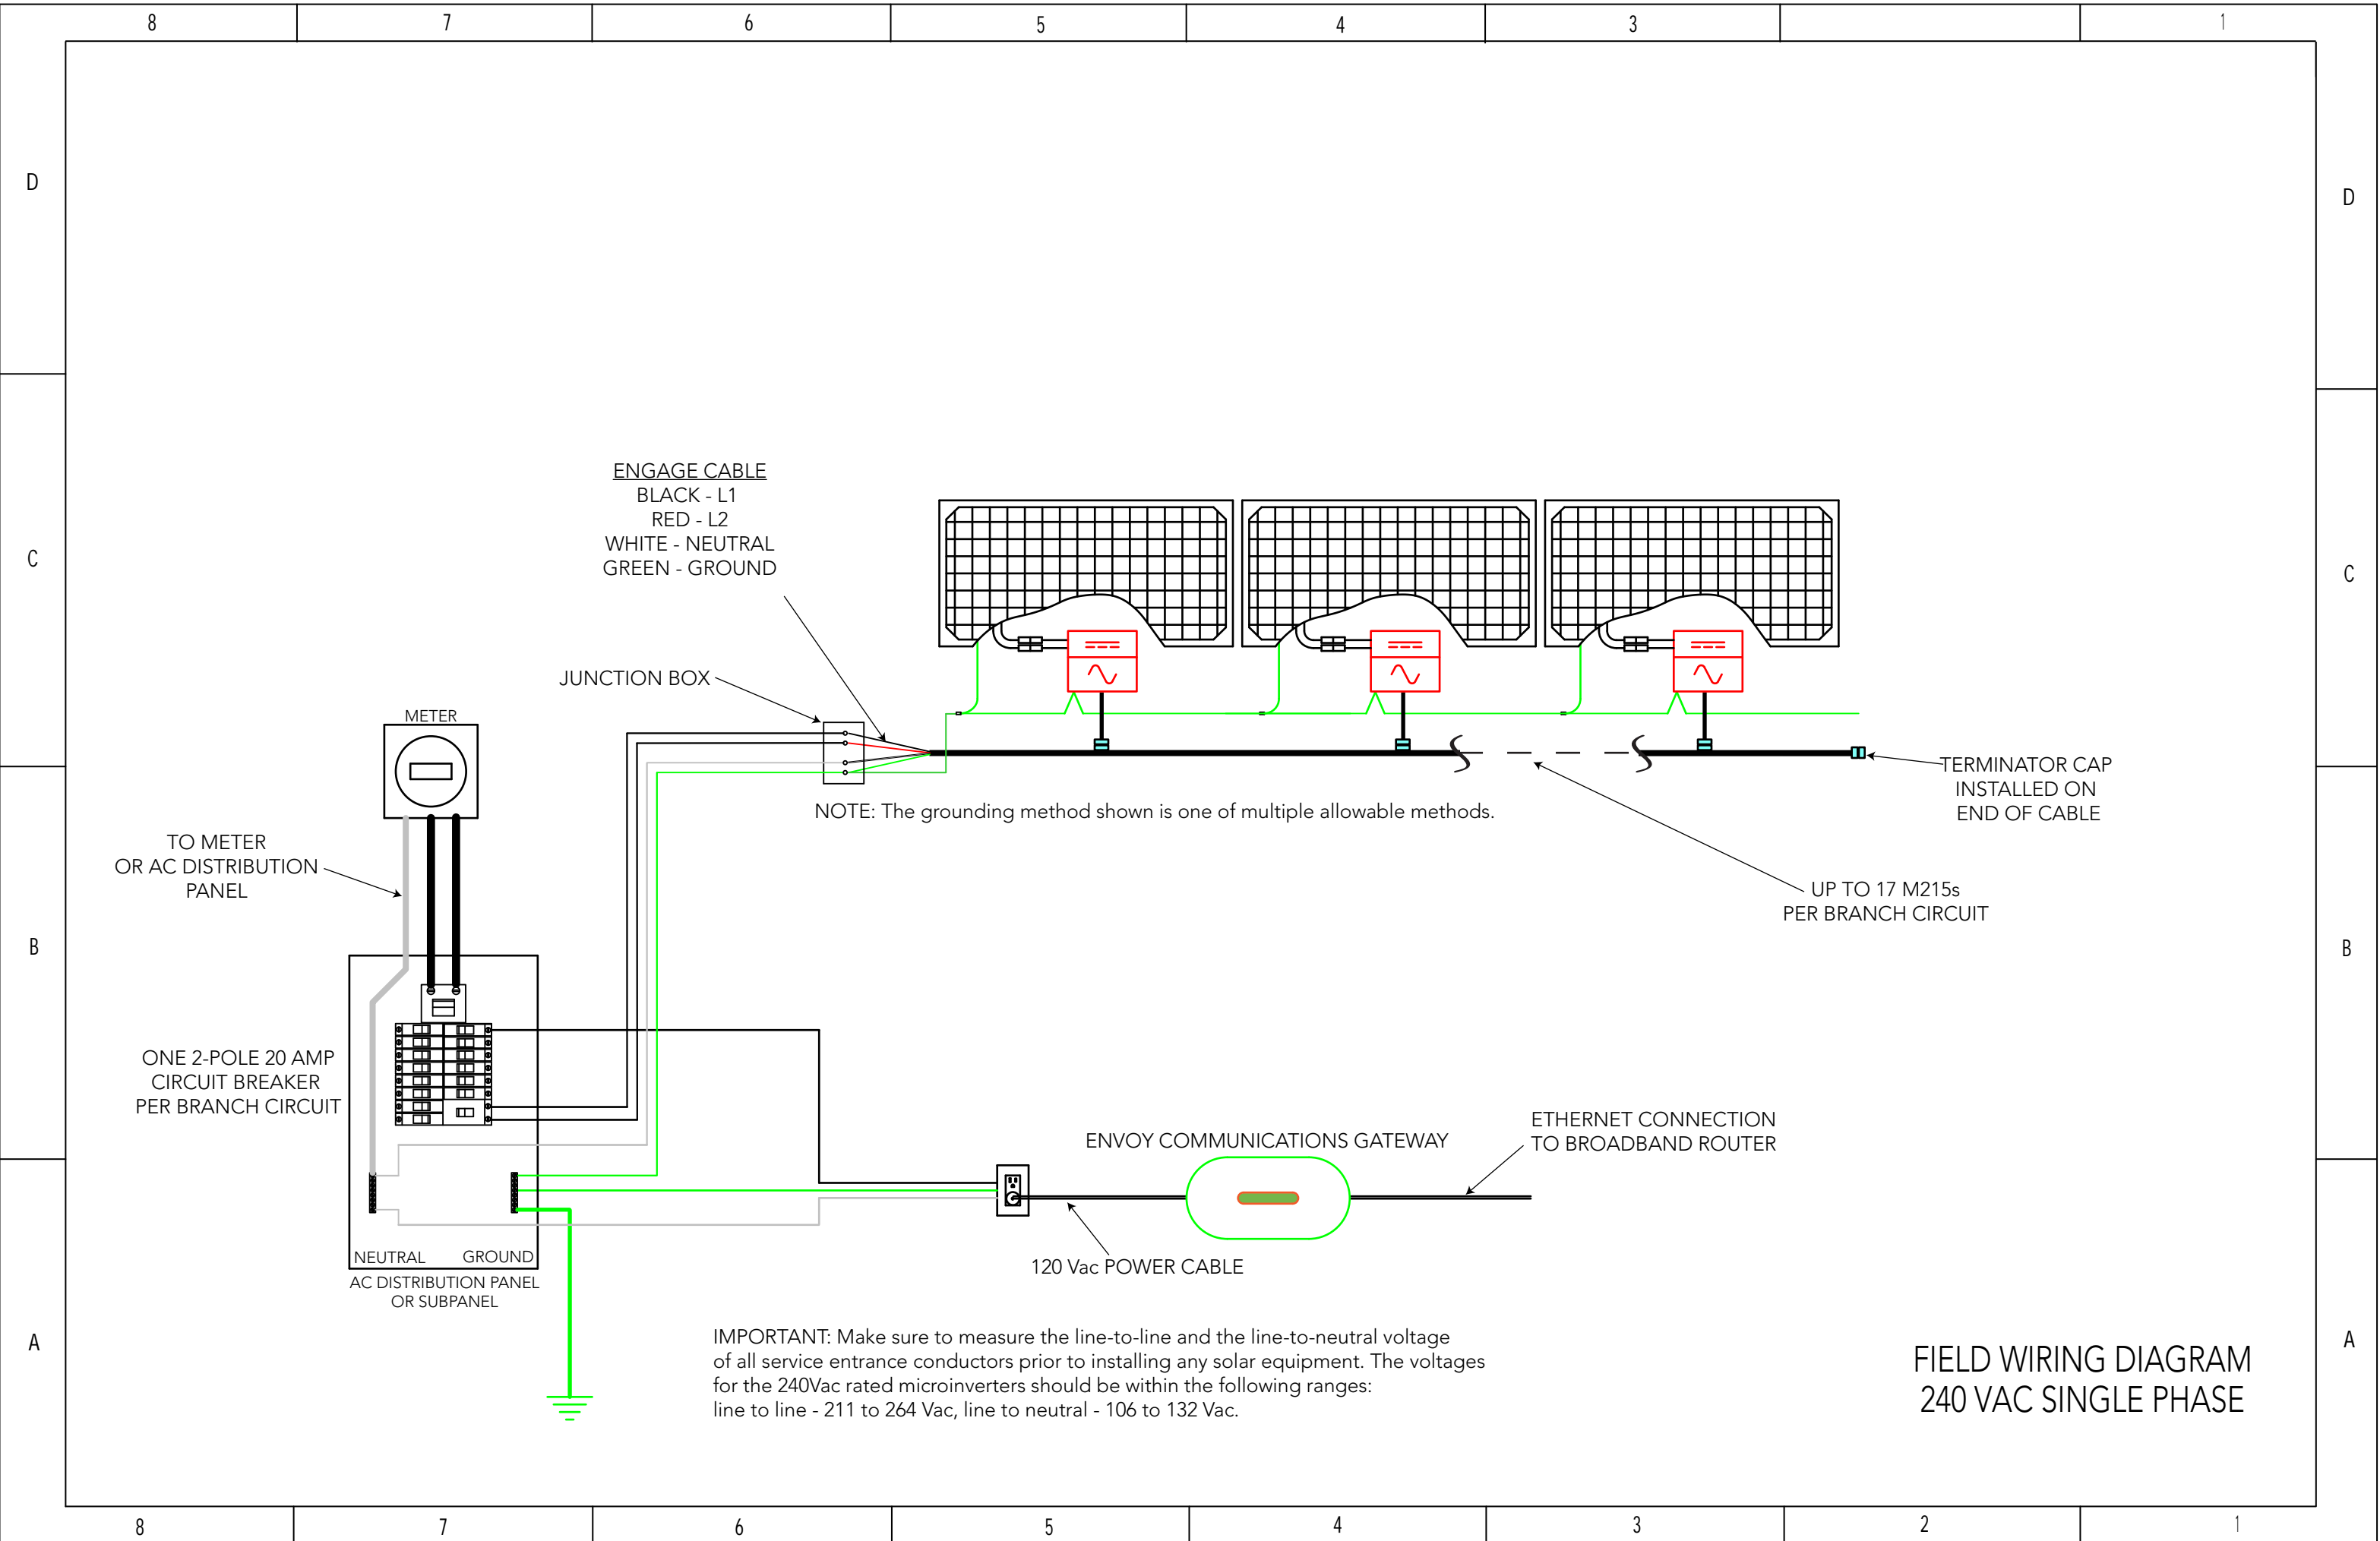 8
7
6
5
4
3
1
D
D
ENGAGE CABLE
BLACK - L1
RED - L2
WHITE - NEUTRAL
GREEN - GROUND
C
C
JUNCTION BOX
METER
TERMINATOR CAP
INSTALLED ON
END OF CABLE
NOTE: The grounding method shown is one of multiple allowable methods.
TO METER
OR AC DISTRIBUTION
PANEL
UP TO 17 M215s
PER BRANCH CIRCUIT
B
B
ONE 2-POLE 20 AMP
CIRCUIT BREAKER
PER BRANCH CIRCUIT
ENVOY COMMUNICATIONS GATEWAY
ETHERNET CONNECTION
TO BROADBAND ROUTER
NEUTRAL
GROUND
AC DISTRIBUTION PANEL
OR SUBPANEL
120 Vac POWER CABLE
A
A
IMPORTANT: Make sure to measure the line-to-line and the line-to-neutral voltage
of all service entrance conductors prior to installing any solar equipment. The voltages
for the 240Vac rated microinverters should be within the following ranges:
line to line - 211 to 264 Vac, line to neutral - 106 to 132 Vac.
FIELD WIRING DIAGRAM
240 VAC SINGLE PHASE
8
7
6
5
4
3
2
1